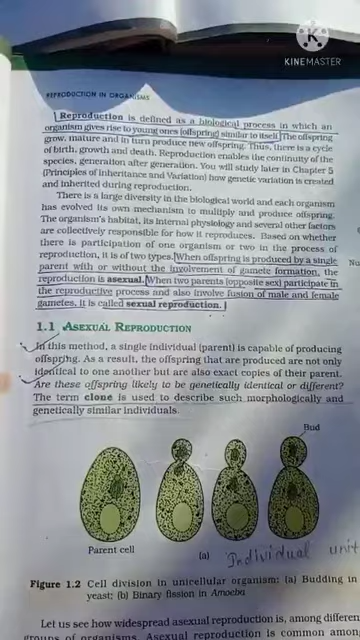 KINEMASTER
REPRODUCTION IN ORGANISMS
Reproduction is defined as a biological process in which an
organism gives rise to young ones (offspring) similar to itself. The offspring
grow, mature and in turn produce new offspring. Thus, there is a cycle
of birth, growth and death. Reproduction enables the continuity of the
species, generation after generation. You will study later in Chapter 5
(Principles of Inheritance and Variation) how genetic variation is created
and inherited during reproduction.
There is a large diversity in the biological world and each organism
has evolved its own mechanism to multiply and produce offspring.
The organism's habitat, its internal physiology and several other factors
are collectively responsible for how it reproduces. Based on whether
there is participation of one organism or two in the process of
reproduction, it is of two types. When offspring is produced by a single
parent with or without the involvement of gamete formation, the
reproduction is asexual. When two parents (opposite sex) participate in
the reproductive process and also involve fusion of male and female
gametes, it is called sexual reproduction.
1.1 ASEXUAL REPRODUCTION
In this method, a single individual (parent) is capable of producing
offspring. As a result, the offspring that are produced are not only
identical to one another but are also exact copies of their parent.
Are these offspring likely to be genetically identical or different?
The term clone is used to describe such morphologically and
genetically similar individuals.
Bud
Parent cell
(a)
Individual unit
Figure 1.2 Cell division in unicellular organism: (a) Budding in
yeast; (b) Binary fission in Amoeba
Let us see how widespread asexual reproduction is, among differen
groups of organisms. Asexual reproduction is common amo